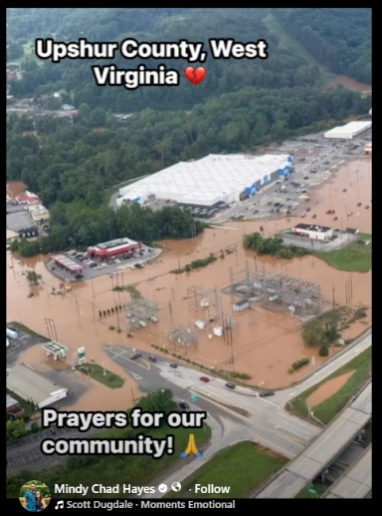 Upshur County, West
Virginia 💔
Prayers for our
community! 🙏
Mindy Chad Hayes · Follow
Scott Dugdale - Moments Emotional